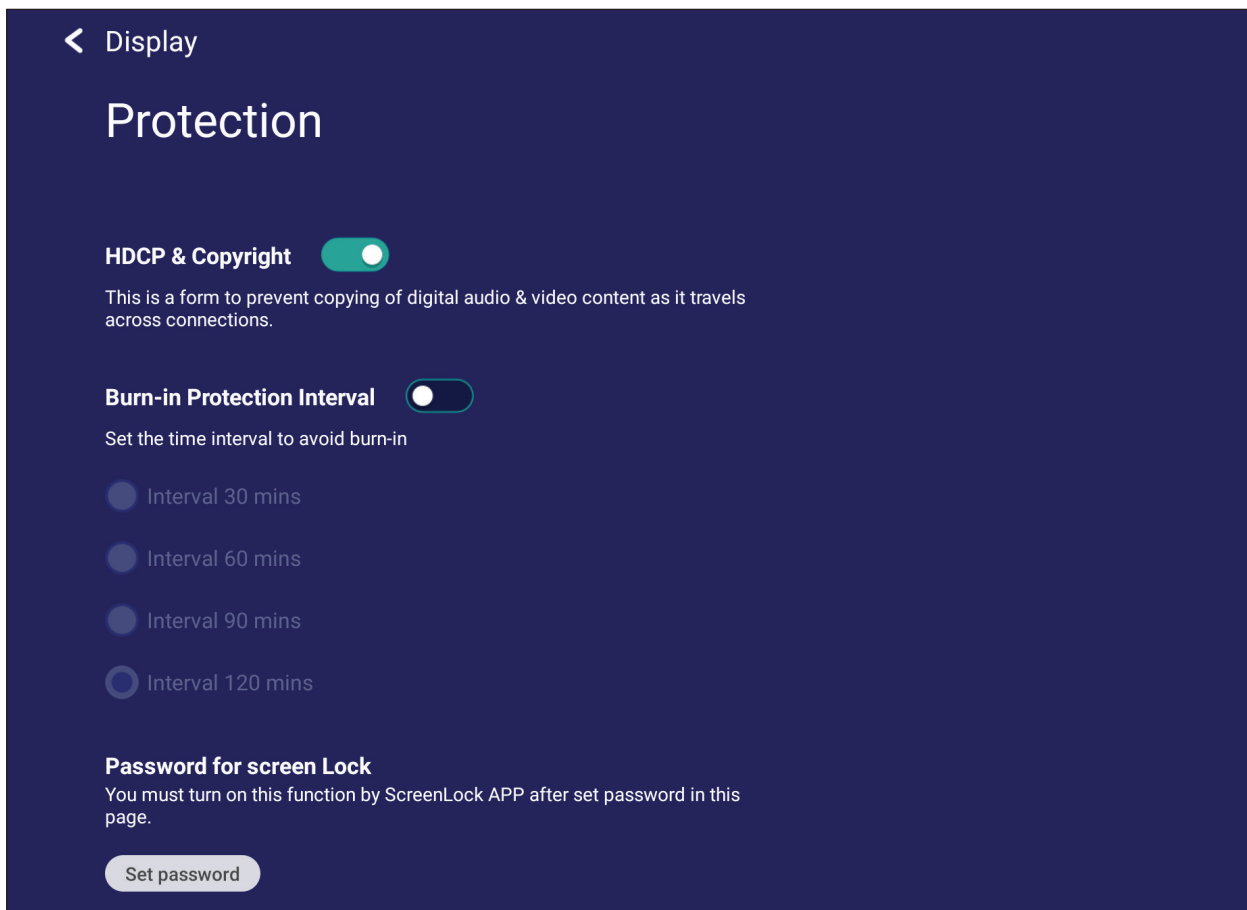 Display
Protection
HDCP & Copyright
This is a form to prevent copying of digital audio & video content as it travels
across connections.
Burn-in Protection Interval
Set the time interval to avoid burn-in
Interval 30 mins
Interval 60 mins
Interval 90 mins
Interval 120 mins
Password for screen Lock
You must turn on this function by ScreenLock APP after set password in this
page.
Set password